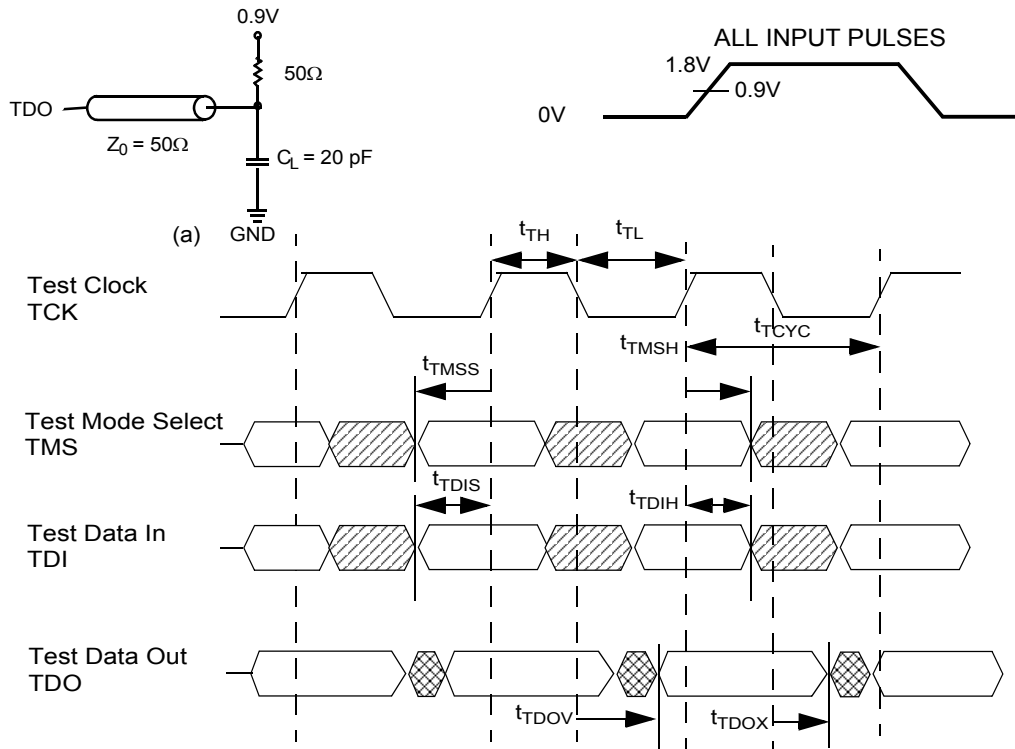 0.9V
50Ω
TDO
Z0 = 50Ω
CL = 20 pF
(a) GND
ALL INPUT PULSES
1.8V
0.9V
0V
tTH
tTL
Test Clock
TCK
tTCYC
tTMSH
tTMSS
Test Mode Select
TMS
tTDIS
tTDIH
Test Data In
TDI
Test Data Out
TDO
tTDOV
tTDOX